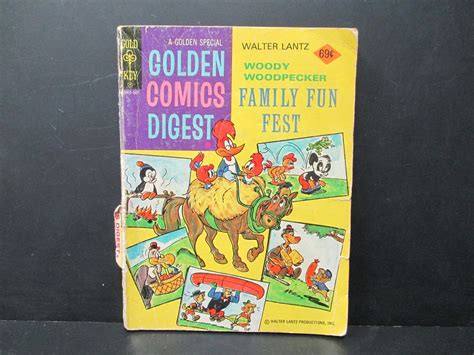 GOLD
KEY
A GOLDEN SPECIAL
GOLDEN
COMICS
DIGEST
WALTER LANTZ
69¢
WOODY
WOODPECKER
FAMILY FUN
FEST
© WALTER LANTZ PRODUCTIONS, INC.